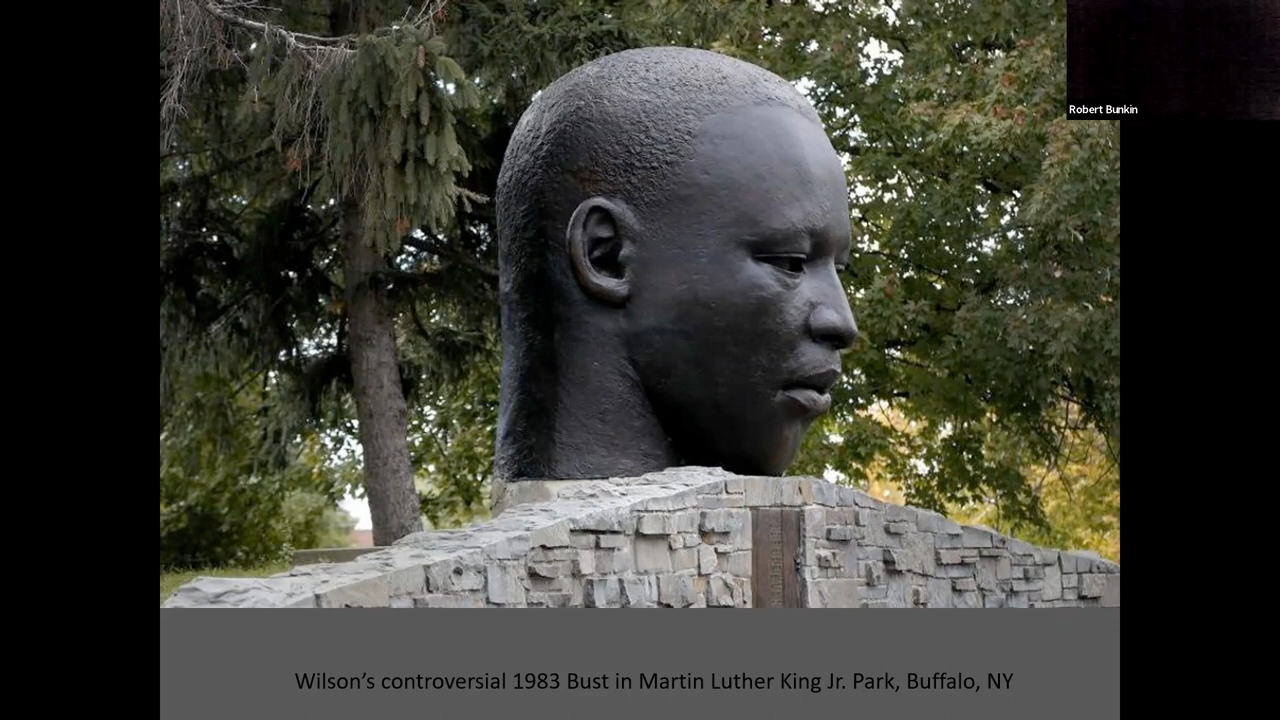 Robert Bunkin
Wilson’s controversial 1983 Bust in Martin Luther King Jr. Park, Buffalo, NY